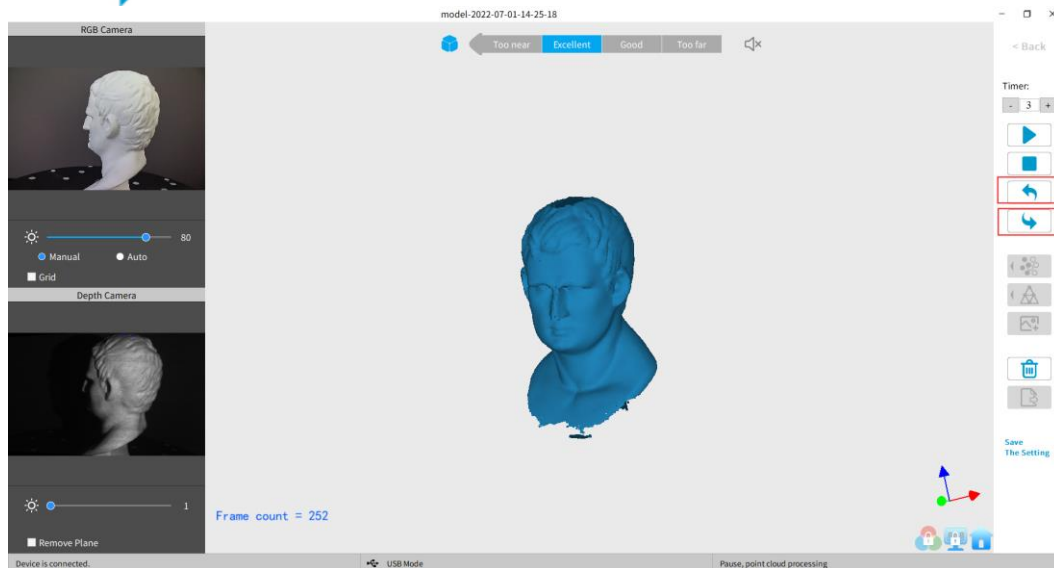 model-2022-07-01-14-25-18
RGB Camera
Too near
Excellent
Good
Too far
< Back
Timer:
- 3 +
80
Manual
Auto
Grid
Depth Camera
1
Remove Plane
Frame count = 252
Save
The Setting
Device is connected.
USB Mode
Pause, point cloud processing